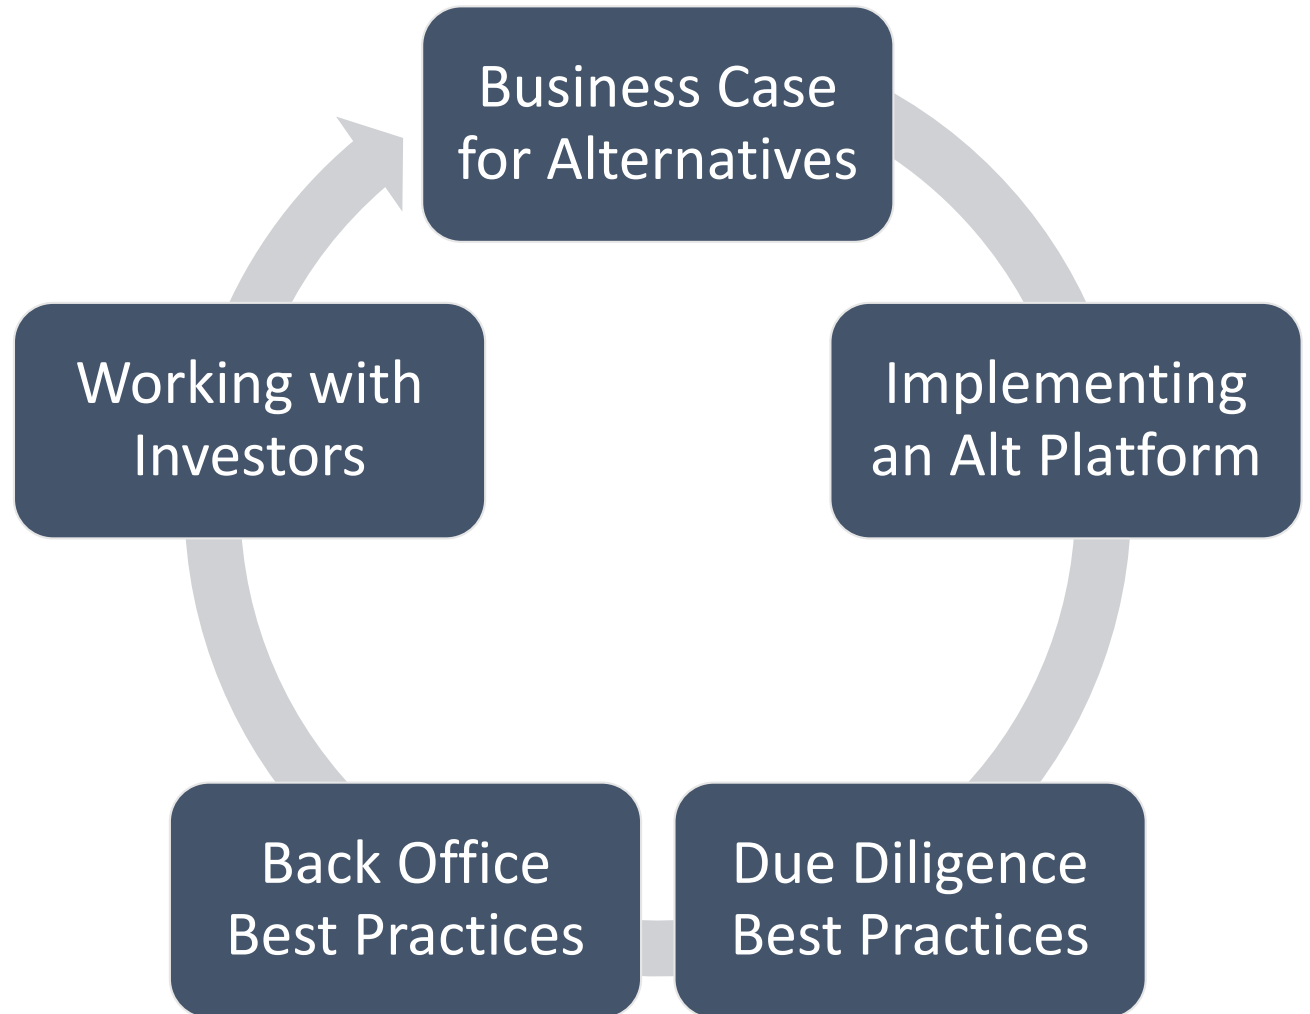 Business Case
for Alternatives
Implementing
an Alt Platform
Due Diligence
Best Practices
Back Office
Best Practices
Working with
Investors